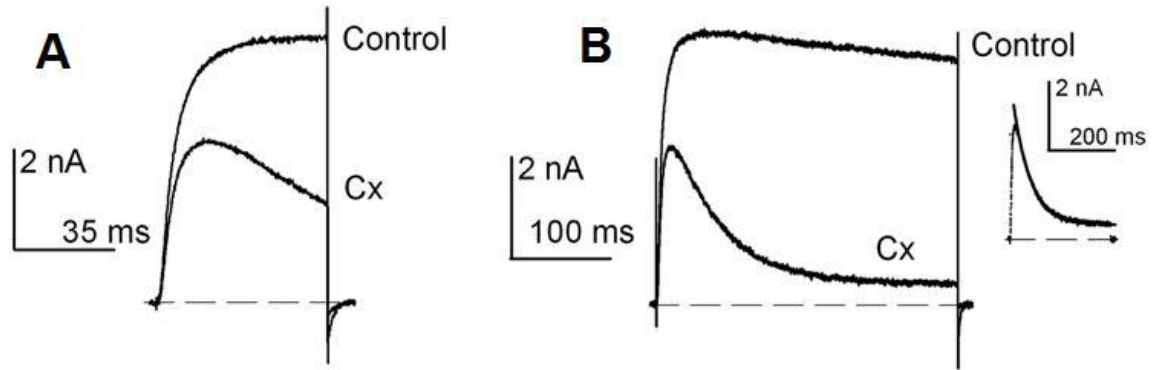 A
Control
2 nA
35 ms
Cx
B
Control
2 nA
100 ms
Cx
2 nA
200 ms